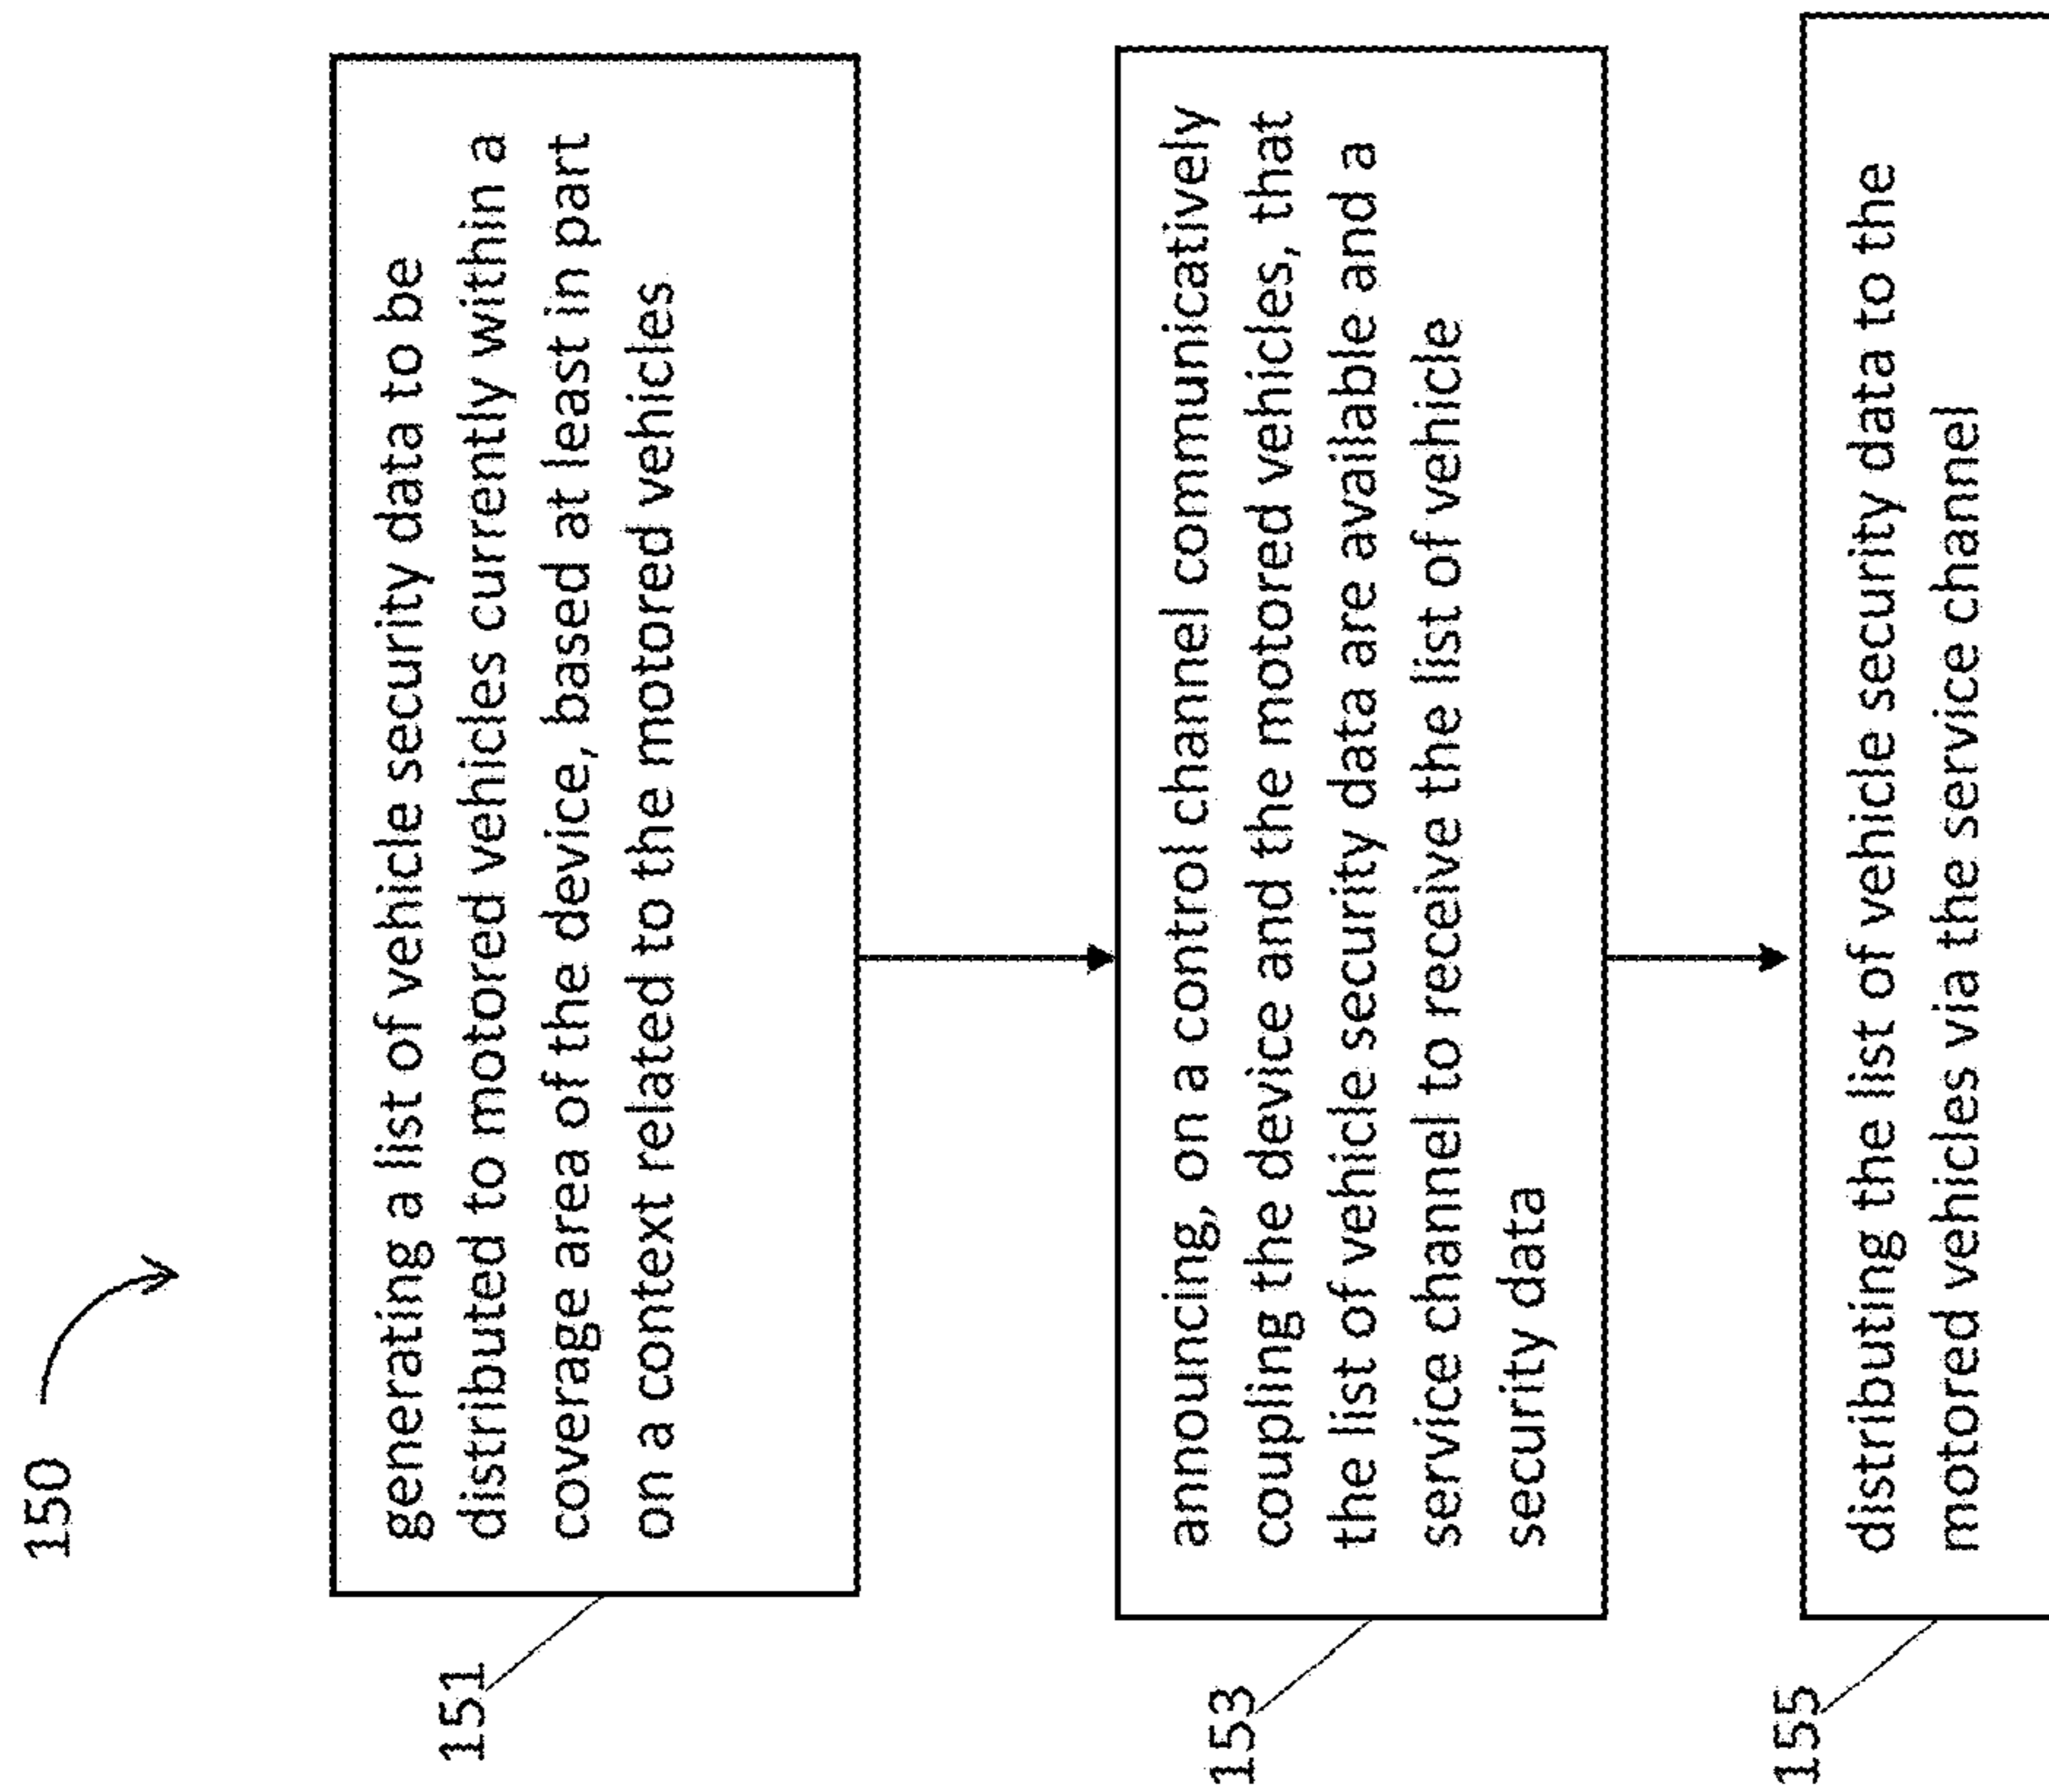 150
151
generating a list of vehicle security data to be
distributed to motored vehicles currently within a
coverage area of the device, based at least in part
on a context related to the motored vehicles
153
announcing, on a control channel communicatively
coupling the device and the motored vehicles, that
the list of vehicle security data are available and a
service channel to receive the list of vehicle
security data
155
distributing the list of vehicle security data to the
motored vehicles via the service channel